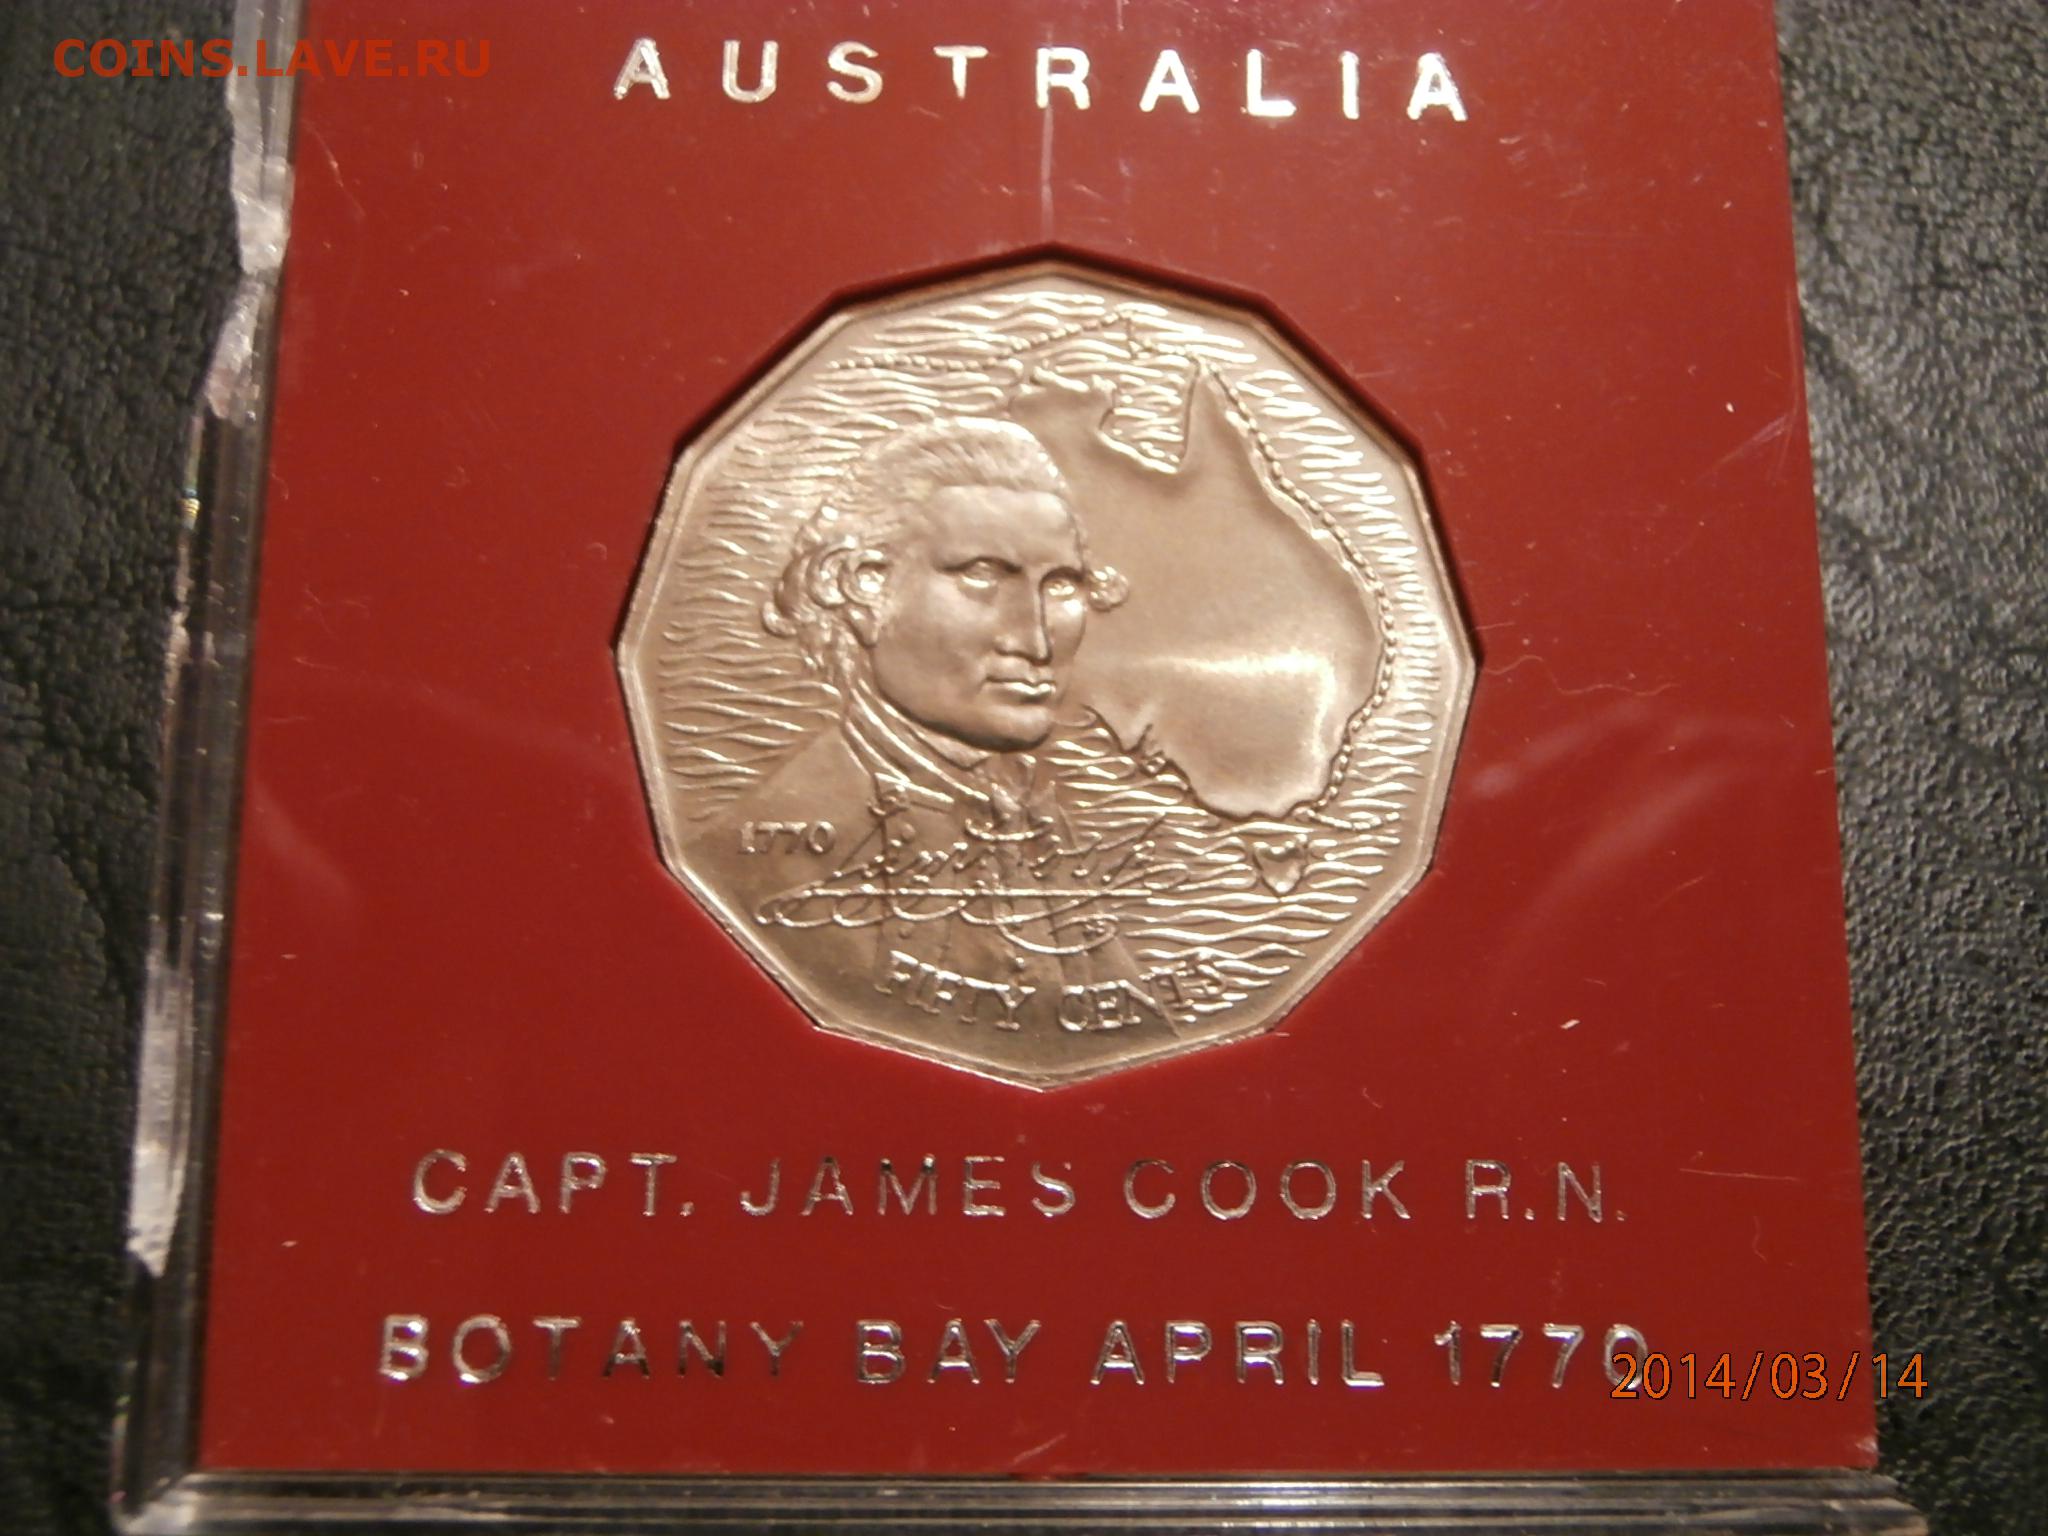 COINS.LAVE.RU
AUSTRALIA
1770
FIFTY CENTS
CAPT. JAMES COOK R.N.
BOTANY BAY APRIL 1770
2014/03/14